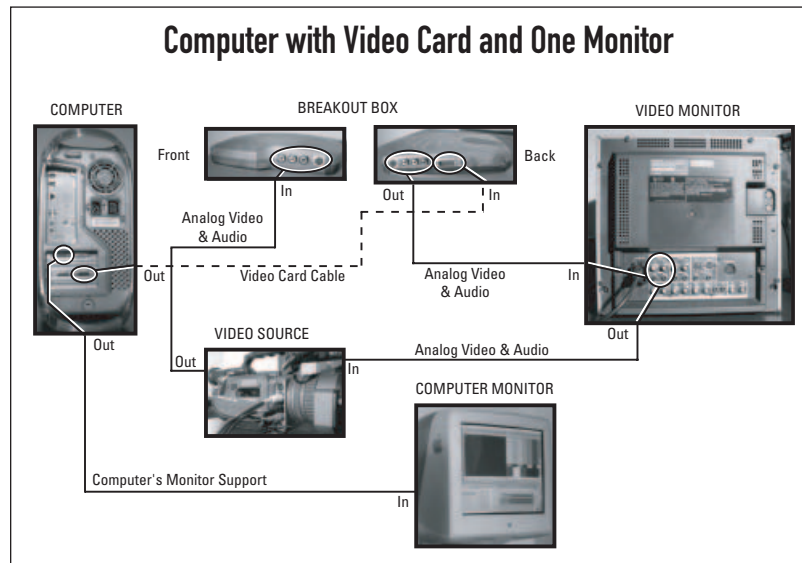 Computer with Video Card and One Monitor
COMPUTER
BREAKOUT BOX
VIDEO MONITOR
Front
Back
In
Out
In
Analog Video
& Audio
Out
Video Card Cable
Analog Video
& Audio
In
Out
Out
VIDEO SOURCE
Out
In
Analog Video & Audio
COMPUTER MONITOR
Computer's Monitor Support
In